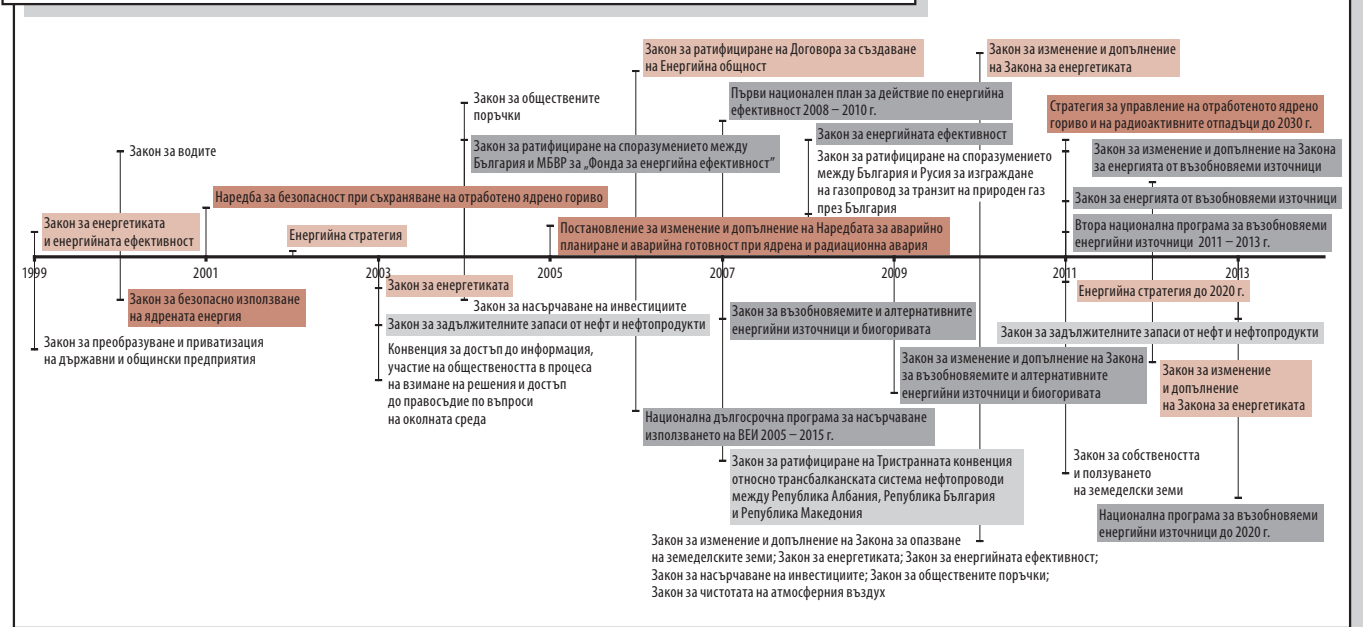 Закон за ратифициране на Договора за създаване
на Енергийна общност
Закон за изменение и допълнение
на Закона за енергетиката
Първи национален план за действие по енергийна
ефективност 2008 – 2010 г.
Закон за обществените
поръчки
Стратегия за управление на отработеното ядрено
гориво и на радиоактивните отпадъци до 2030 г.
Закон за енергийната ефективност
Закон за ратифициране на споразумението между
България и МБВР за „Фонда за енергийна ефективност”
Закон за изменение и допълнение на Закона
за енергията от възобновяеми източници
Закон за водите
Закон за ратифициране на споразумението
между България и Русия за изграждане
на газопровод за транзит на природен газ
през България
Наредба за безопасност при съхраняване на отработено ядрено гориво
Закон за енергията от възобновяеми източници
Закон за енергетиката
и енергийната ефективност
Енергийна стратегия
Постановление за изменение и допълнение на Наредбата за аварийно
планиране и аварийна готовност при ядрена и радиационна авария
Втора национална програма за възобновяеми
енергийни източници 2011 – 2013 г.
1999 2001 2003 2005 2007 2009 2011 2013
Закон за енергетиката
Енергийна стратегия до 2020 г.
Закон за безопасно използване
на ядрената енергия
Закон за насърчаване на инвестициите
Закон за възобновяемите и алтернативните
енергийни източници и биогоривата
Закон за задължителните запаси от нефт и нефтопродукти
Закон за задължителните запаси от нефт и нефтопродукти
Закон за преобразуване и приватизация
на държавни и общински предприятия
Конвенция за достъп до информация,
участие на обществеността в процеса
на взимане на решения и достъп
до правосъдие по въпроси
на околната среда
Закон за изменение и допълнение на Закона
за възобновяемите и алтернативните
енергийни източници и биогоривата
Закон за изменение
и допълнение
на Закона за енергетиката
Национална дългосрочна програма за насърчаване
използването на ВЕИ 2005 – 2015 г.
Закон за ратифициране на Тристранната конвенция
относно трансбалканската система нефтопроводи
между Република Албания, Република България
и Република Македония
Закон за собствеността
и ползуването
на земеделски земи
Национална програма за възобновяеми
енергийни източници до 2020 г.
Закон за изменение и допълнение на Закона за опазване
на земеделските земи; Закон за енергетиката; Закон за енергийната ефективност;
Закон за насърчаване на инвестициите; Закон за обществените поръчки;
Закон за чистотата на атмосферния въздух